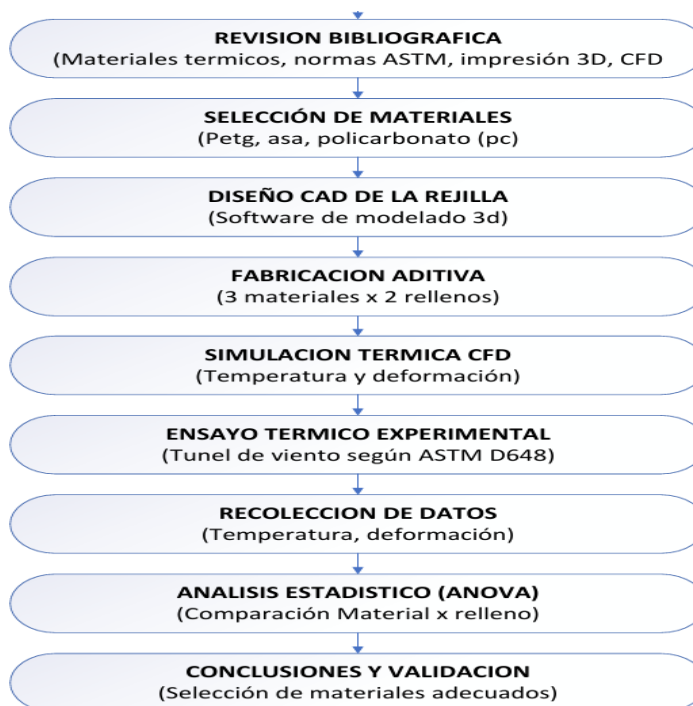 REVISION BIBLIOGRAFICA
(Materiales termicos, normas ASTM, impresión 3D, CFD
SELECCIÓN DE MATERIALES
(Petg, asa, policarbonato (pc)
DISEÑO CAD DE LA REJILLA
(Software de modelado 3d)
FABRICACION ADITIVA
(3 materiales x 2 rellenos)
SIMULACION TERMICA CFD
(Temperatura y deformación)
ENSAYO TERMICO EXPERIMENTAL
(Tunel de viento según ASTM D648)
RECOLECCION DE DATOS
(Temperatura, deformación)
ANALISIS ESTADISTICO (ANOVA)
(Comparación Material x relleno)
CONCLUSIONES Y VALIDACION
(Selección de materiales adecuados)